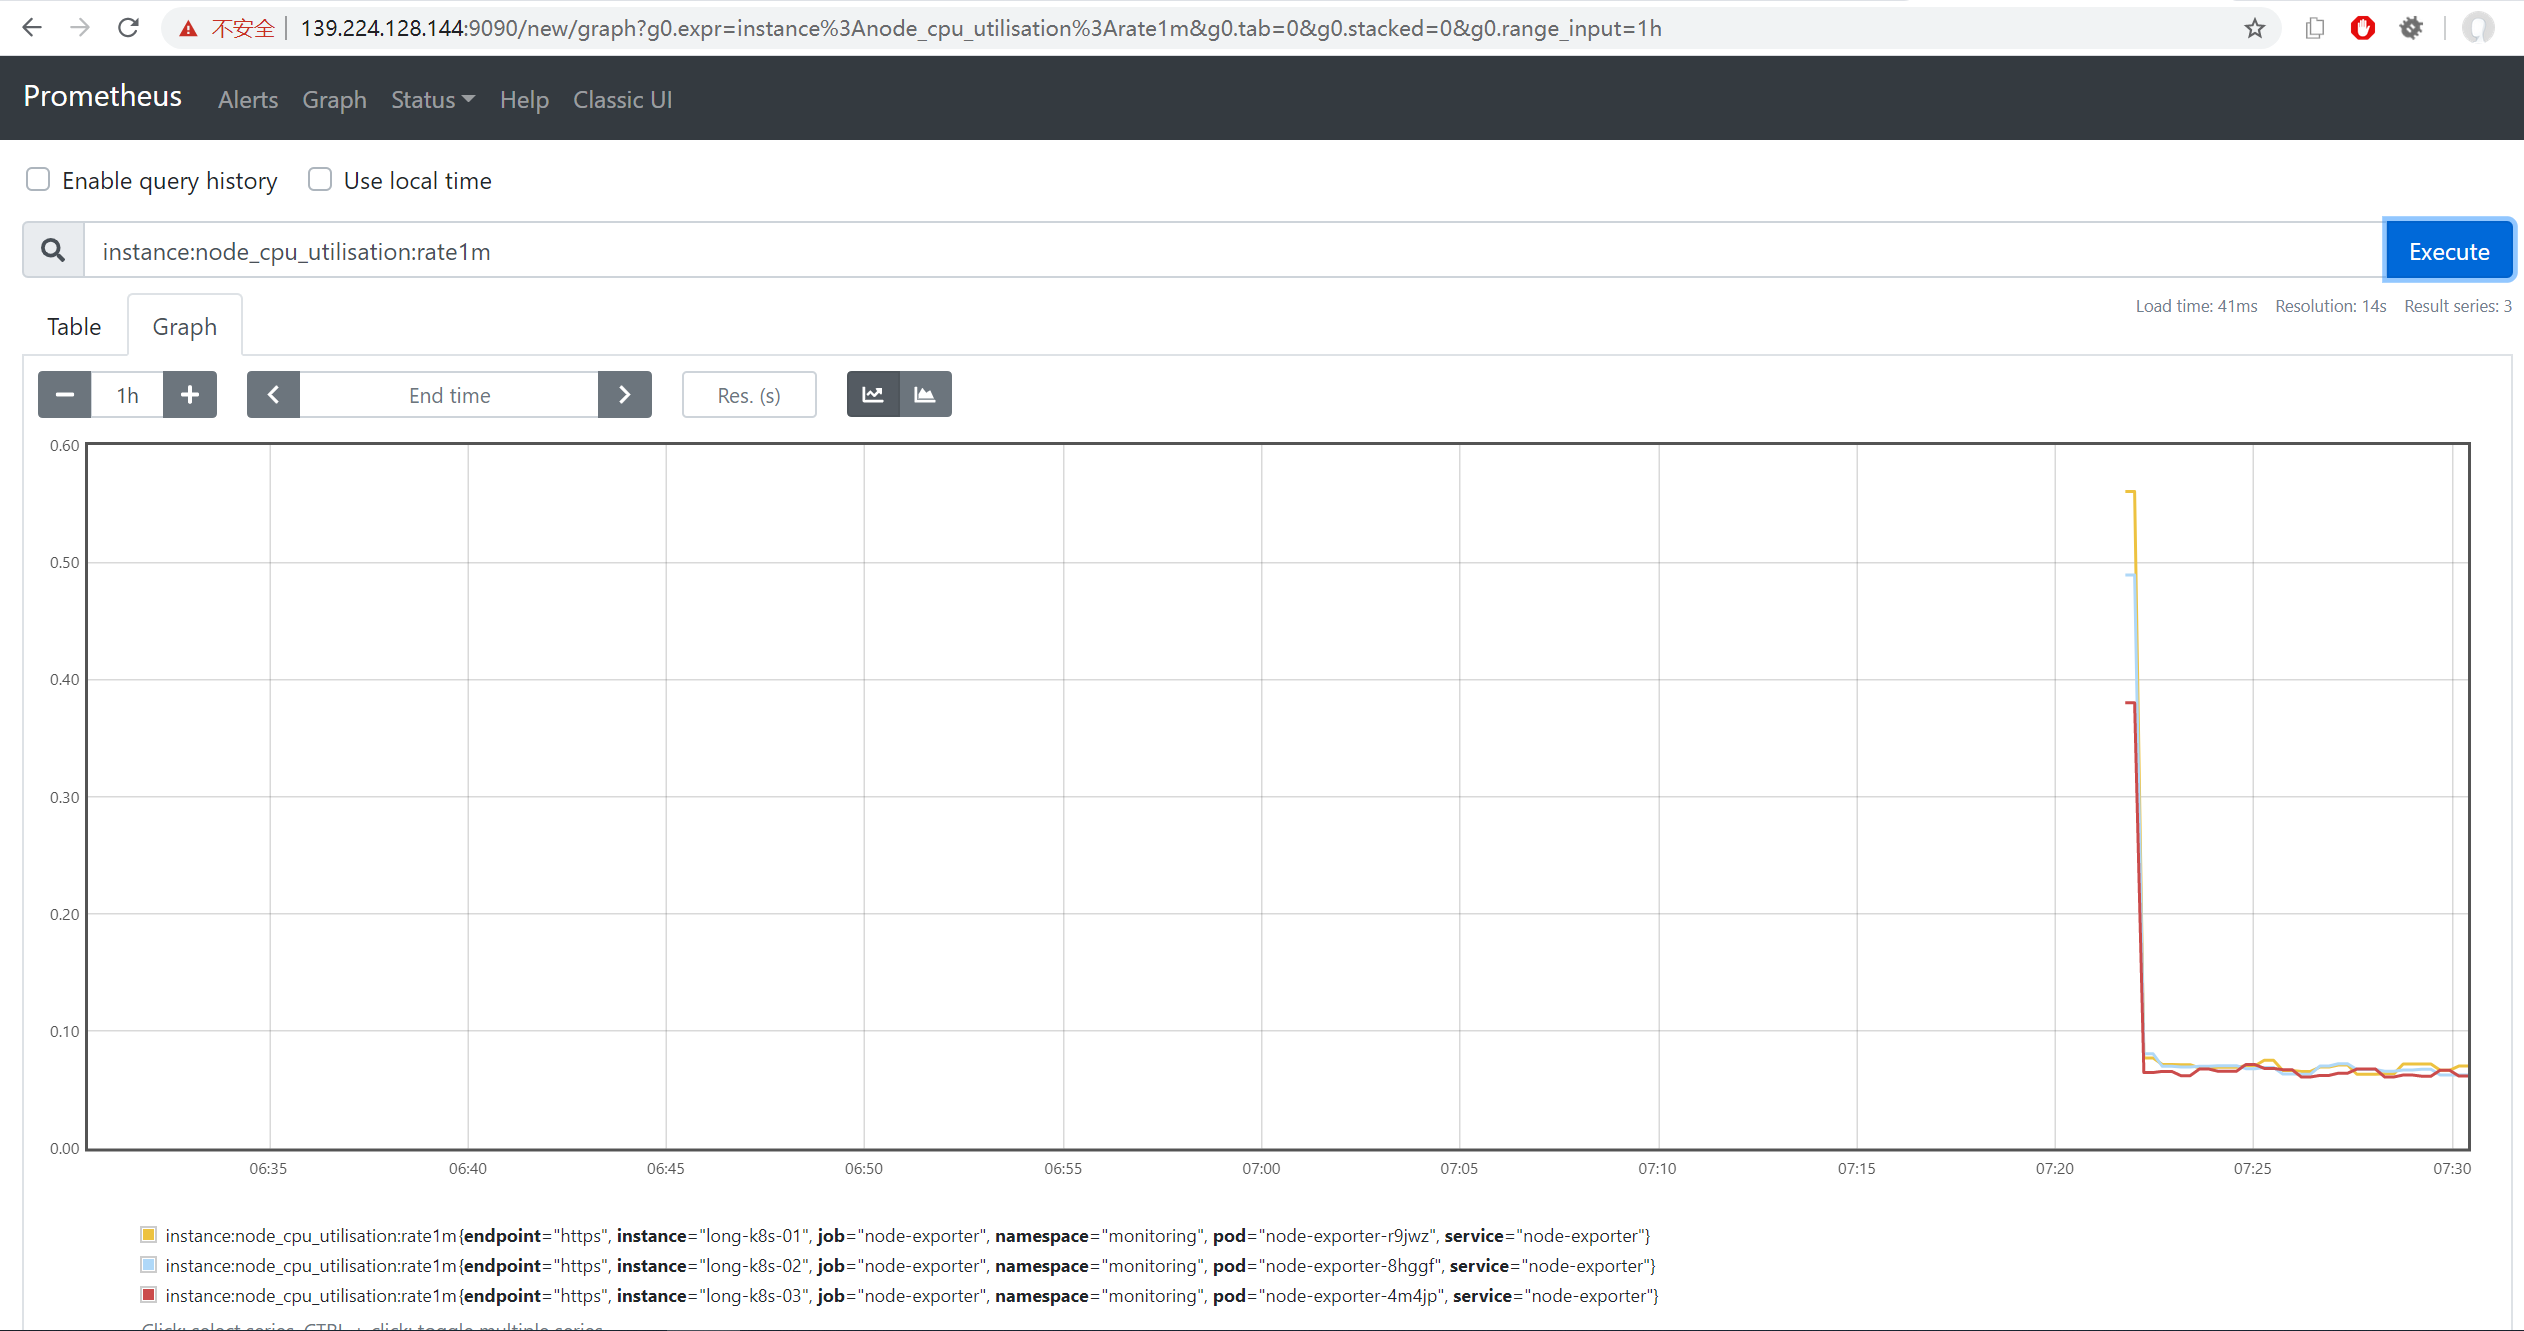 不安全 139.224.128.144:9090/new/graph?g0.expr=instance%3Anode_cpu_utilisation%3Arate1m&g0.tab=0&g0.stacked=0&g0.range_input=1h
Prometheus Alerts Graph Status Help Classic UI
Enable query history Use local time
instance:node_cpu_utilisation:rate1m Execute
Load time: 41ms Resolution: 14s Result series: 3
Table Graph
1h End time Res. (s)
0.60
0.50
0.40
0.30
0.20
0.10
0.00
06:35 06:40 06:45 06:50 06:55 07:00 07:05 07:10 07:15 07:20 07:25 07:30
instance:node_cpu_utilisation:rate1m{endpoint="https", instance="long-k8s-01", job="node-exporter", namespace="monitoring", pod="node-exporter-r9jwz", service="node-exporter"}
instance:node_cpu_utilisation:rate1m{endpoint="https", instance="long-k8s-02", job="node-exporter", namespace="monitoring", pod="node-exporter-8hggf", service="node-exporter"}
instance:node_cpu_utilisation:rate1m{endpoint="https", instance="long-k8s-03", job="node-exporter", namespace="monitoring", pod="node-exporter-4m4jp", service="node-exporter"}
Click: select series, CTRL + click: toggle multiple series